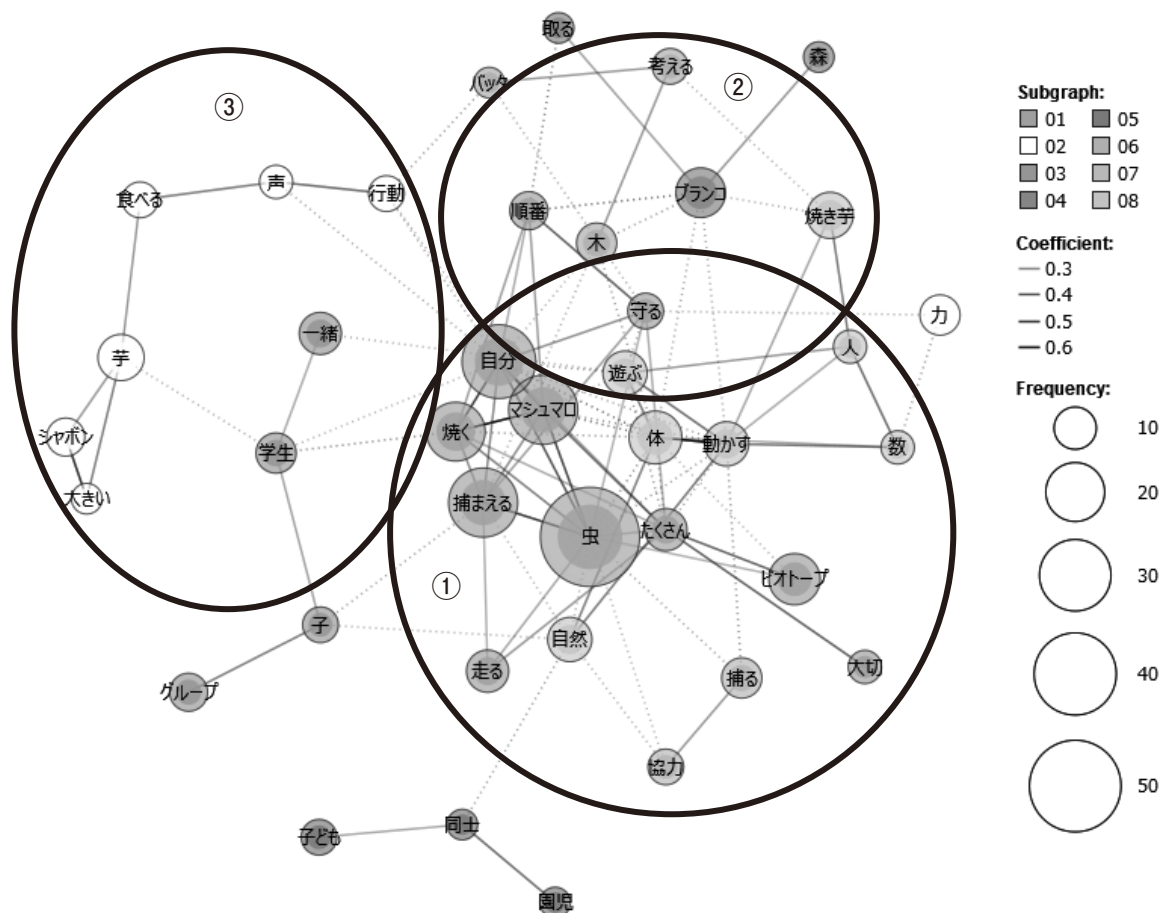 取る
森
考える
②
バッタ
③
声
行動
食べる
ブランコ
順番
焼き芋
木
守る
力
一緒
人
自分
芋
遊ぶ
マシュマロ
焼く
体
動かす
シャボン
数
学生
大きい
捕まえる
虫
たくさん
ビオトープ
①
子
自然
走る
捕る
大切
グループ
協力
子ども
同士
園児
Subgraph:
01 05
02 06
03 07
04 08
Coefficient:
0.3
0.4
0.5
0.6
Frequency:
10
20
30
40
50